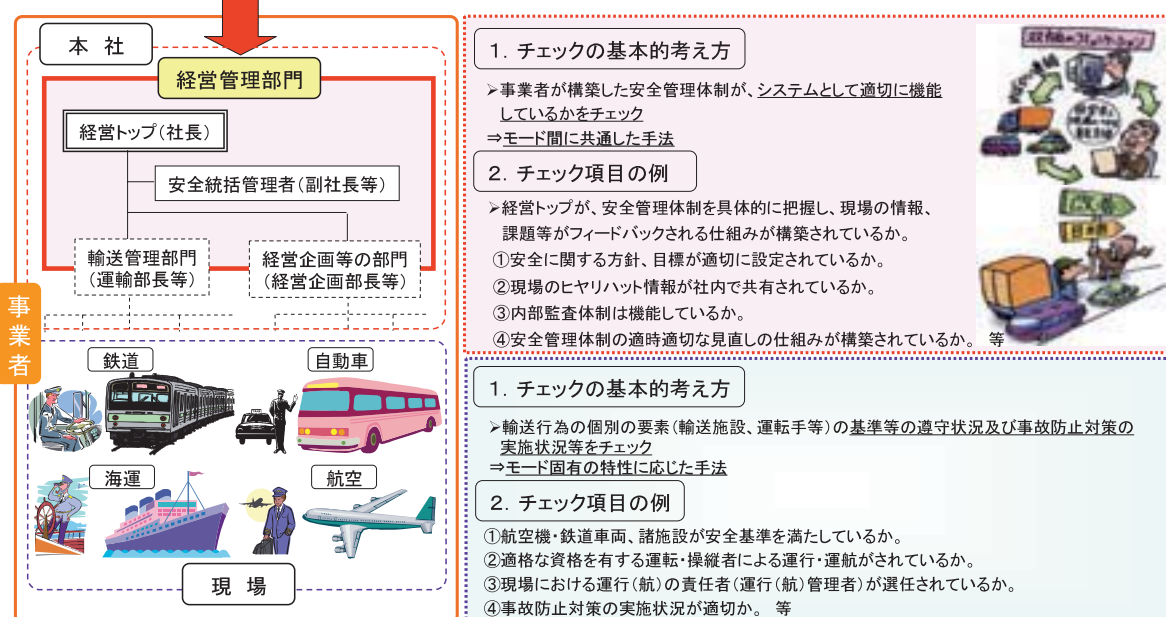 本 社
経営管理部門
経営トップ(社長)
安全統括管理者(副社長等)
輸送管理部門
(運輸部長等)
経営企画等の部門
(経営企画部長等)
事業者
鉄道
自動車
海運
航空
現 場
1. チェックの基本的考え方
➢事業者が構築した安全管理体制が、システムとして適切に機能
しているかをチェック
⇒モード間に共通した手法
2. チェック項目の例
➢経営トップが、安全管理体制を具体的に把握し、現場の情報、
課題等がフィードバックされる仕組みが構築されているか。
①安全に関する方針、目標が適切に設定されているか。
②現場のヒヤリハット情報が社内で共有されているか。
③内部監査体制は機能しているか。
④安全管理体制の適時適切な見直しの仕組みが構築されているか。 等
1. チェックの基本的考え方
➢輸送行為の個別の要素(輸送施設、運転手等)の基準等の遵守状況及び事故防止対策の
実施状況等をチェック
⇒モード固有の特性に応じた手法
2. チェック項目の例
①航空機・鉄道車両、諸施設が安全基準を満たしているか。
②適格な資格を有する運転・操縦者による運行・運航がされているか。
③現場における運行(航)の責任者(運行(航)管理者)が選任されているか。
④事故防止対策の実施状況が適切か。 等